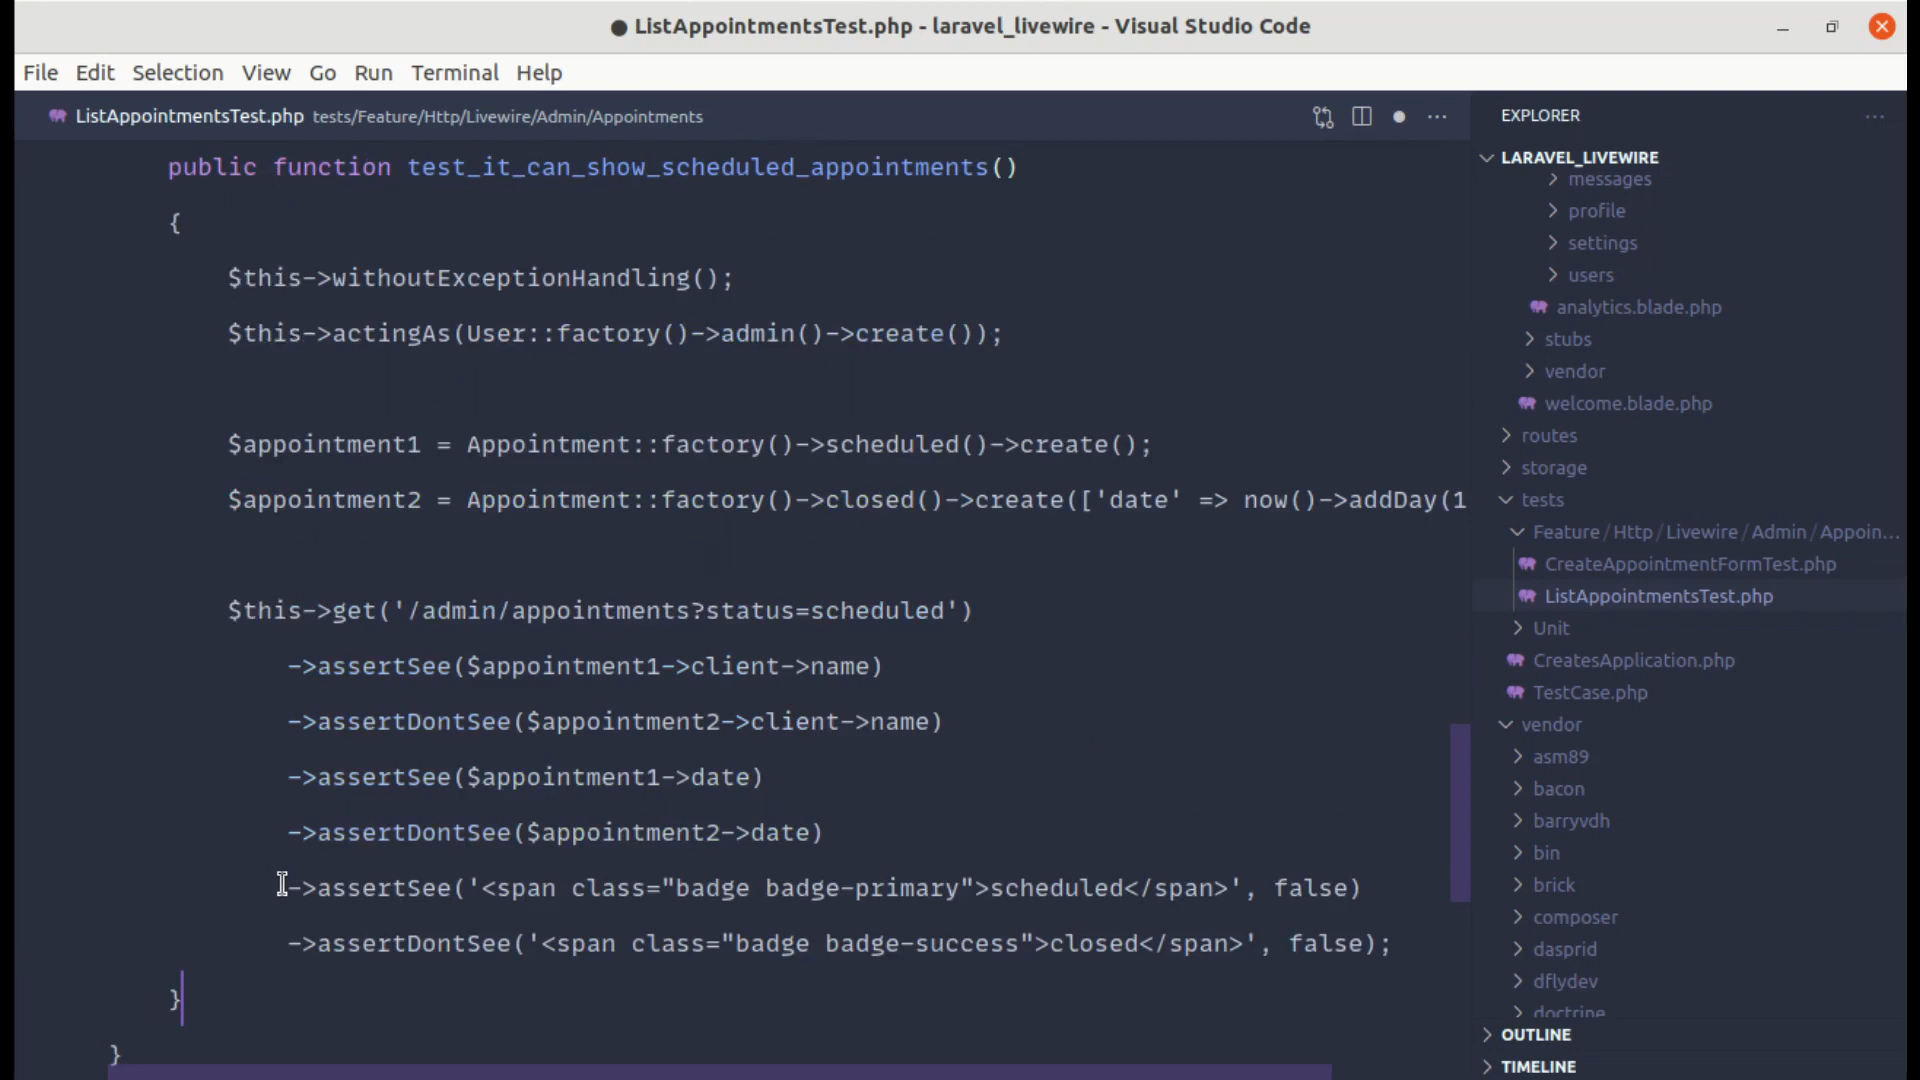 ListAppointmentsTest.php - laravel_livewire - Visual Studio Code
File Edit Selection View Go Run Terminal Help
ListAppointmentsTest.php tests/Feature/Http/Livewire/Admin/Appointments
public function test_it_can_show_scheduled_appointments()
{
$this->withoutExceptionHandling();
$this->actingAs(User::factory()->admin()->create());
$appointment1 = Appointment::factory()->scheduled()->create();
$appointment2 = Appointment::factory()->closed()->create(['date' => now()->addDay(1
$this->get('/admin/appointments?status=scheduled')
->assertSee($appointment1->client->name)
->assertDontSee($appointment2->client->name)
->assertSee($appointment1->date)
->assertDontSee($appointment2->date)
->assertSee('<span class="badge badge-primary">scheduled</span>', false)
->assertDontSee('<span class="badge badge-success">closed</span>', false);
}
}
EXPLORER
LARAVEL_LIVEWIRE
messages
profile
settings
users
analytics.blade.php
stubs
vendor
welcome.blade.php
routes
storage
tests
Feature/Http/Livewire/Admin/Appoin...
CreateAppointmentFormTest.php
ListAppointmentsTest.php
Unit
CreatesApplication.php
TestCase.php
vendor
asm89
bacon
barryvdh
bin
brick
composer
dasprid
dflydev
doctrine
OUTLINE
TIMELINE